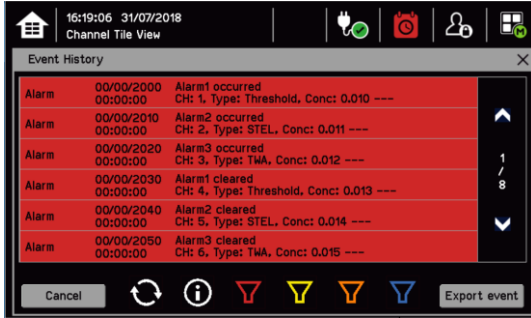 16:19:06 31/07/2018
Channel Tile View
M
Event History
Alarm 00/00/2000 Alarm1 occurred
00:00:00 CH: 1, Type: Threshold, Conc: 0.010 ---
Alarm 00/00/2010 Alarm2 occurred
00:00:00 CH: 2, Type: STEL, Conc: 0.011 ---
Alarm 00/00/2020 Alarm3 occurred
00:00:00 CH: 3, Type: TWA, Conc: 0.012 ---
Alarm 00/00/2030 Alarm1 cleared
00:00:00 CH: 4, Type: Threshold, Conc: 0.013 ---
Alarm 00/00/2040 Alarm2 cleared
00:00:00 CH: 5, Type: STEL, Conc: 0.014 ---
Alarm 00/00/2050 Alarm3 cleared
00:00:00 CH: 6, Type: TWA, Conc: 0.015 ---
1
/
8
Cancel
Export event